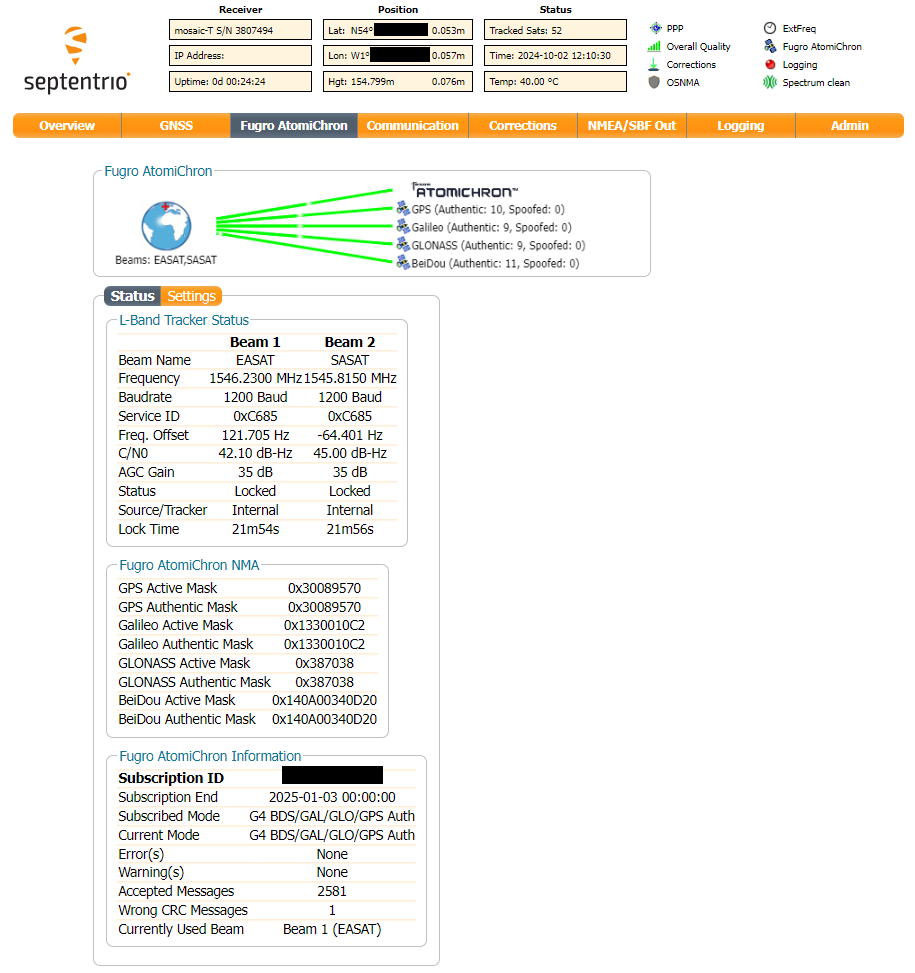 septentrio
Receiver
mosaic-T S/N 3807494
IP Address:
Uptime: 0d 00:24:24
Position
Lat: N54° 0.053m
Lon: W1° 0.057m
Hgt: 154.799m 0.076m
Status
Tracked Sats: 52
Time: 2024-10-02 12:10:30
Temp: 40.00 °C
PPP
Overall Quality
Corrections
OSNMA
ExtFreq
Fugro AtomiChron
Logging
Spectrum clean
Overview GNSS Fugro AtomiChron Communication Corrections NMEA/SBF Out Logging Admin
Fugro AtomiChron
ATOMICHRON™
GPS (Authentic: 10, Spoofed: 0)
Galileo (Authentic: 9, Spoofed: 0)
GLONASS (Authentic: 9, Spoofed: 0)
BeiDou (Authentic: 11, Spoofed: 0)
Beams: EASAT,SASAT
Status Settings
L-Band Tracker Status
Beam 1 Beam 2
Beam Name EASAT SASAT
Frequency 1546.2300 MHz 1545.8150 MHz
Baudrate 1200 Baud 1200 Baud
Service ID 0xC685 0xC685
Freq. Offset 121.705 Hz -64.401 Hz
C/N0 42.10 dB-Hz 45.00 dB-Hz
AGC Gain 35 dB 35 dB
Status Locked Locked
Source/Tracker Internal Internal
Lock Time 21m54s 21m56s
Fugro AtomiChron NMA
GPS Active Mask 0x30089570
GPS Authentic Mask 0x30089570
Galileo Active Mask 0x1330010C2
Galileo Authentic Mask 0x1330010C2
GLONASS Active Mask 0x387038
GLONASS Authentic Mask 0x387038
BeiDou Active Mask 0x140A00340D20
BeiDou Authentic Mask 0x140A00340D20
Fugro AtomiChron Information
Subscription ID
Subscription End 2025-01-03 00:00:00
Subscribed Mode G4 BDS/GAL/GLO/GPS Auth
Current Mode G4 BDS/GAL/GLO/GPS Auth
Error(s) None
Warning(s) None
Accepted Messages 2581
Wrong CRC Messages 1
Currently Used Beam Beam 1 (EASAT)